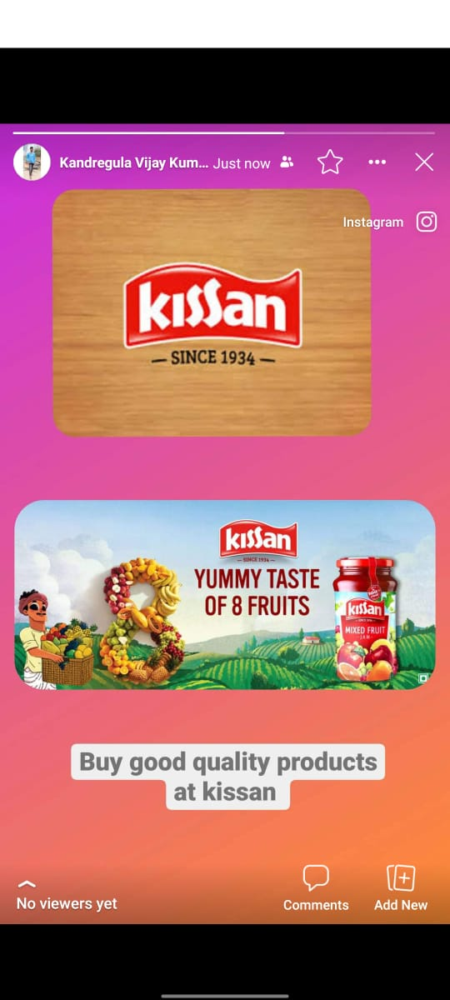 Kandregula Vijay Kum... Just now
Instagram
kissan
SINCE 1934
kissan
SINCE 1934
YUMMY TASTE
OF 8 FRUITS
kissan
MIXED FRUIT
JAM
Buy good quality products
at kissan
No viewers yet
Comments
Add New